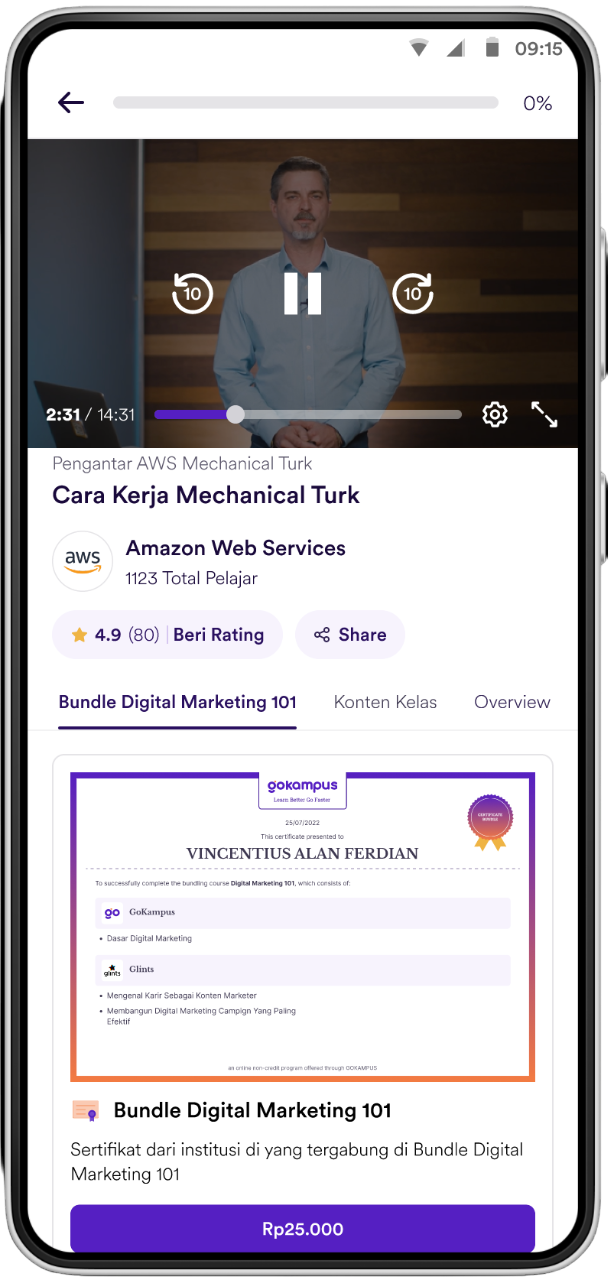 09:15
0%
10
10
2:31 / 14:31
Pengantar AWS Mechanical Turk
Cara Kerja Mechanical Turk
aws
Amazon Web Services
1123 Total Pelajar
4.9 (80) Beri Rating
Share
Bundle Digital Marketing 101
Konten Kelas
Overview
gokampus
Learn Better Go Faster
25/07/2022
This certificate presented to
VINCENTIUS ALAN FERDIAN
CERTIFICATE
To successfully complete the bundling course Digital Marketing 101, which consists of:
go
GoKampus
• Dasar Digital Marketing
glints
Glints
• Mengenal Karir Sebagai Konten Marketer
• Membangun Digital Marketing Campign Yang Paling
Efektif
an online non-credit program offered through GOKAMPUS
Bundle Digital Marketing 101
Sertifikat dari institusi di yang tergabung di Bundle Digital
Marketing 101
Rp25.000